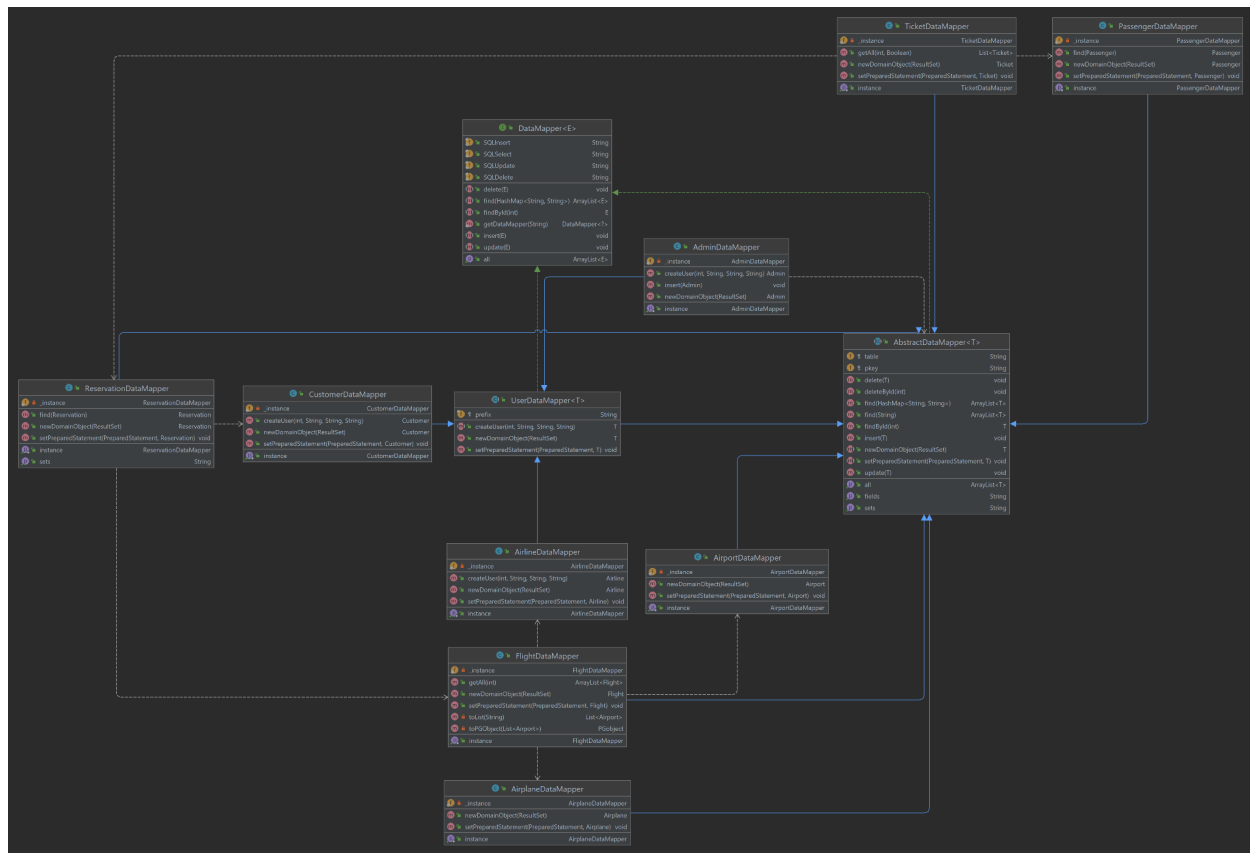 TicketDataMapper
_instance TicketDataMapper
getAll(int, Boolean) List<Ticket>
newDomainObject(ResultSet) Ticket
setPreparedStatement(PreparedStatement, Ticket) void
instance TicketDataMapper
PassengerDataMapper
_instance PassengerDataMapper
find(Passenger) Passenger
newDomainObject(ResultSet) Passenger
setPreparedStatement(PreparedStatement, Passenger) void
instance PassengerDataMapper
DataMapper<E>
SQLInsert String
SQLSelect String
SQLUpdate String
SQLDelete String
delete(E) void
find(HashMap<String, String>) ArrayList<E>
findById(int) E
getDataMapper(String) DataMapper<?>
insert(E) void
update(E) void
all ArrayList<E>
AdminDataMapper
_instance AdminDataMapper
createUser(int, String, String, String) Admin
insert(Admin) void
newDomainObject(ResultSet) Admin
instance AdminDataMapper
AbstractDataMapper<T>
table String
pkey String
delete(T) void
deleteById(int) void
find(HashMap<String, String>) ArrayList<T>
find(String) ArrayList<T>
findById(int) T
insert(T) void
newDomainObject(ResultSet) T
setPreparedStatement(PreparedStatement, T) void
update(T) void
all ArrayList<T>
fields String
sets String
ReservationDataMapper
_instance ReservationDataMapper
find(Reservation) Reservation
newDomainObject(ResultSet) Reservation
setPreparedStatement(PreparedStatement, Reservation) void
instance ReservationDataMapper
sets String
CustomerDataMapper
_instance CustomerDataMapper
createUser(int, String, String, String) Customer
newDomainObject(ResultSet) Customer
setPreparedStatement(PreparedStatement, Customer) void
instance CustomerDataMapper
UserDataMapper<T>
prefix String
createUser(int, String, String, String) T
newDomainObject(ResultSet) T
setPreparedStatement(PreparedStatement, T) void
AirlineDataMapper
_instance AirlineDataMapper
createUser(int, String, String, String) Airline
newDomainObject(ResultSet) Airline
setPreparedStatement(PreparedStatement, Airline) void
instance AirlineDataMapper
AirportDataMapper
_instance AirportDataMapper
newDomainObject(ResultSet) Airport
setPreparedStatement(PreparedStatement, Airport) void
instance AirportDataMapper
FlightDataMapper
_instance FlightDataMapper
getAll(int) ArrayList<Flight>
newDomainObject(ResultSet) Flight
setPreparedStatement(PreparedStatement, Flight) void
toList(String) List<Airport>
toPGObject(List<Airport>) PGobject
instance FlightDataMapper
AirplaneDataMapper
_instance AirplaneDataMapper
newDomainObject(ResultSet) Airplane
setPreparedStatement(PreparedStatement, Airplane) void
instance AirplaneDataMapper